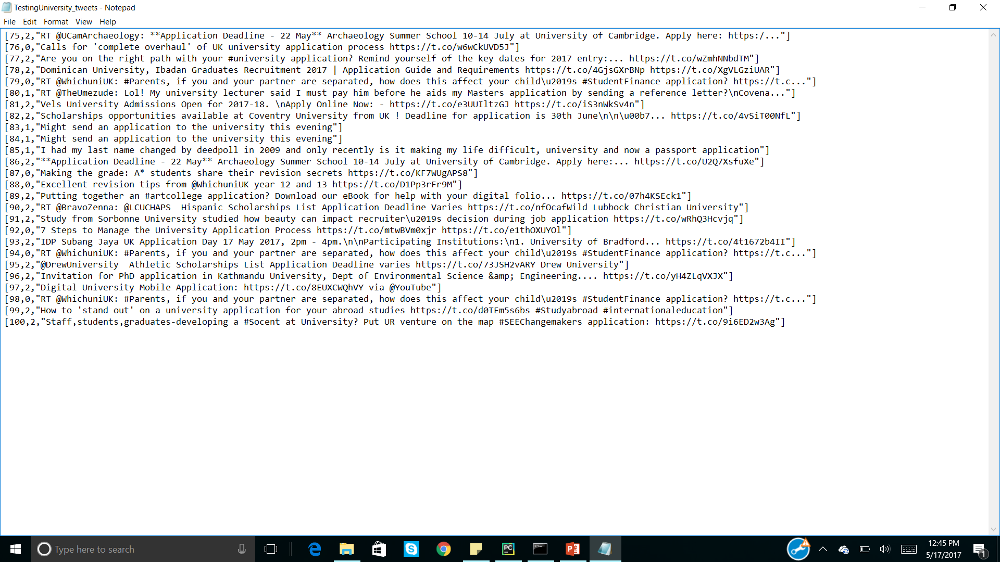 TestingUniversity_tweets - Notepad
File Edit Format View Help
[75,2,"RT @UCamArchaeology: **Application Deadline - 22 May** Archaeology Summer School 10-14 July at University of Cambridge. Apply here: https:/..."]
[76,0,"Calls for 'complete overhaul' of UK university application process https://t.co/w6wCkUVD5J"]
[77,2,"Are you on the right path with your #university application? Remind yourself of the key dates for 2017 entry:... https://t.co/wZmhNNbdTM"]
[78,2,"Dominican University, Ibadan Graduates Recruitment 2017 | Application Guide and Requirements https://t.co/4GjsGXrBNp https://t.co/XgVLGziUAR"]
[79,0,"RT @WhichuniUK: #Parents, if you and your partner are separated, how does this affect your child\u2019s #StudentFinance application? https://t.c..."]
[80,1,"RT @TheUmezude: Lol! My university lecturer said I must pay him before he aids my Masters application by sending a reference letter?\nCovena..."]
[81,2,"Vels University Admissions Open for 2017-18. \nApply Online Now: - https://t.co/e3UUIltzGJ https://t.co/iS3nWkSv4n"]
[82,2,"Scholarships opportunities available at Coventry University from UK ! Deadline for application is 30th June\n\n\u00b7... https://t.co/4vSiT00NfL"]
[83,1,"Might send an application to the university this evening"]
[84,1,"Might send an application to the university this evening"]
[85,1,"I had my last name changed by deedpoll in 2009 and only recently is it making my life difficult, university and now a passport application"]
[86,2,"**Application Deadline - 22 May** Archaeology Summer School 10-14 July at University of Cambridge. Apply here:... https://t.co/U2Q7XsfuXe"]
[87,0,"Making the grade: A* students share their revision secrets https://t.co/KF7WUgAPS8"]
[88,0,"Excellent revision tips from @WhichuniUK year 12 and 13 https://t.co/D1Pp3rFr9M"]
[89,2,"Putting together an #artcollege application? Download our eBook for help with your digital folio... https://t.co/07h4KSEck1"]
[90,2,"RT @BravoZenna: @LCUCHAPS  Hispanic Scholarships List Application Deadline Varies https://t.co/nfOcafWild Lubbock Christian University"]
[91,2,"Study from Sorbonne University studied how beauty can impact recruiter\u2019s decision during job application https://t.co/wRhQ3Hcvjq"]
[92,0,"7 Steps to Manage the University Application Process https://t.co/mtwBVm0xjr https://t.co/e1thOXUYOl"]
[93,2,"IDP Subang Jaya UK Application Day 17 May 2017, 2pm - 4pm.\n\nParticipating Institutions:\n1. University of Bradford... https://t.co/4t1672b4II"]
[94,0,"RT @WhichuniUK: #Parents, if you and your partner are separated, how does this affect your child\u2019s #StudentFinance application? https://t.c..."]
[95,2,"@DrewUniversity  Athletic Scholarships List Application Deadline varies https://t.co/73JSH2vARY Drew University"]
[96,2,"Invitation for PhD application in Kathmandu University, Dept of Environmental Science &amp; Engineering.... https://t.co/yH4ZLqVXJX"]
[97,2,"Digital University Mobile Application: https://t.co/8EUXCWQhVY via @YouTube"]
[98,0,"RT @WhichuniUK: #Parents, if you and your partner are separated, how does this affect your child\u2019s #StudentFinance application? https://t.c..."]
[99,2,"How to 'stand out' on a university application for your abroad studies https://t.co/d0TEm5s6bs #Studyabroad #internationaleducation"]
[100,2,"Staff,students,graduates-developing a #Socent at University? Put UR venture on the map #SEEChangemakers application: https://t.co/9i6ED2w3Ag"]
Type here to search
12:45 PM
5/17/2017
1